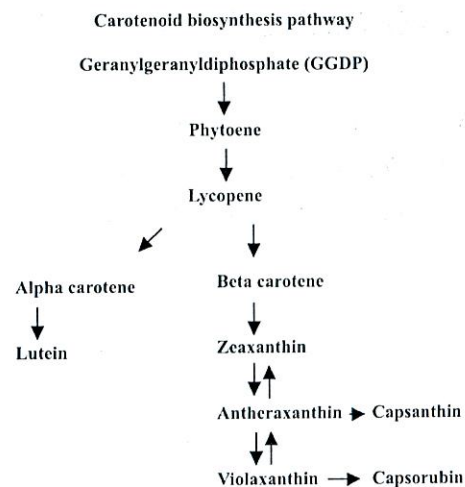 Carotenoid biosynthesis pathway
Geranylgeranyldiphosphate (GGDP)
Phytoene
Lycopene
Alpha carotene
Beta carotene
Lutein
Zeaxanthin
Antheraxanthin
Capsanthin
Violaxanthin
Capsorubin